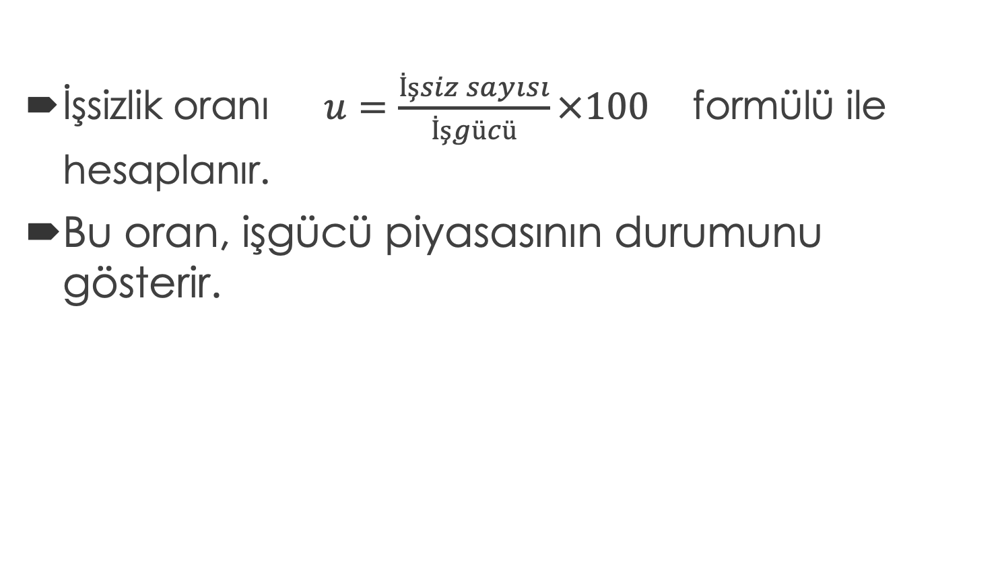 İşsizlik oranı u = İşsiz sayısı / İşgücü ×100 formülü ile
hesaplanır.
Bu oran, işgücü piyasasının durumunu
gösterir.